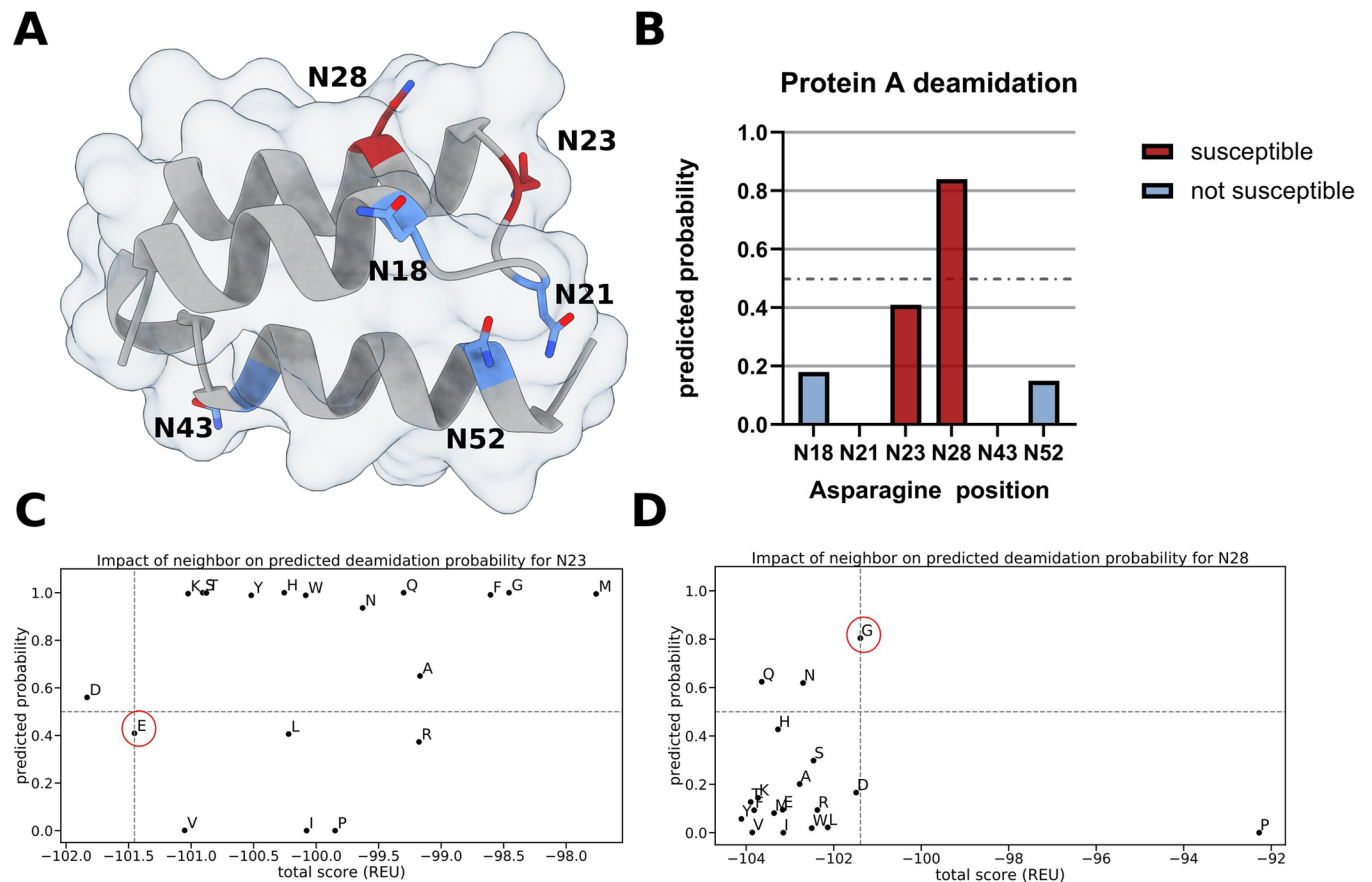 A
N28
N23
N18
N21
N43
N52
B
Protein A deamidation
predicted probability
1.0
0.8
0.6
0.4
0.2
0.0
N18 N21 N23 N28 N43 N52
Asparagine position
susceptible
not susceptible
C
Impact of neighbor on predicted deamidation probability for N23
predicted probability
1.0
0.8
0.6
0.4
0.2
0.0
K S T Y H W Q F G M
N
A
D
E
L
R
V I P
−102.0 −101.5 −101.0 −100.5 −100.0 −99.5 −99.0 −98.5 −98.0
total score (REU)
D
Impact of neighbor on predicted deamidation probability for N28
predicted probability
1.0
0.8
0.6
0.4
0.2
0.0
G
Q N
H
S
A
D
T K
Y F M E R
V I W L
P
−104 −102 −100 −98 −96 −94 −92
total score (REU)